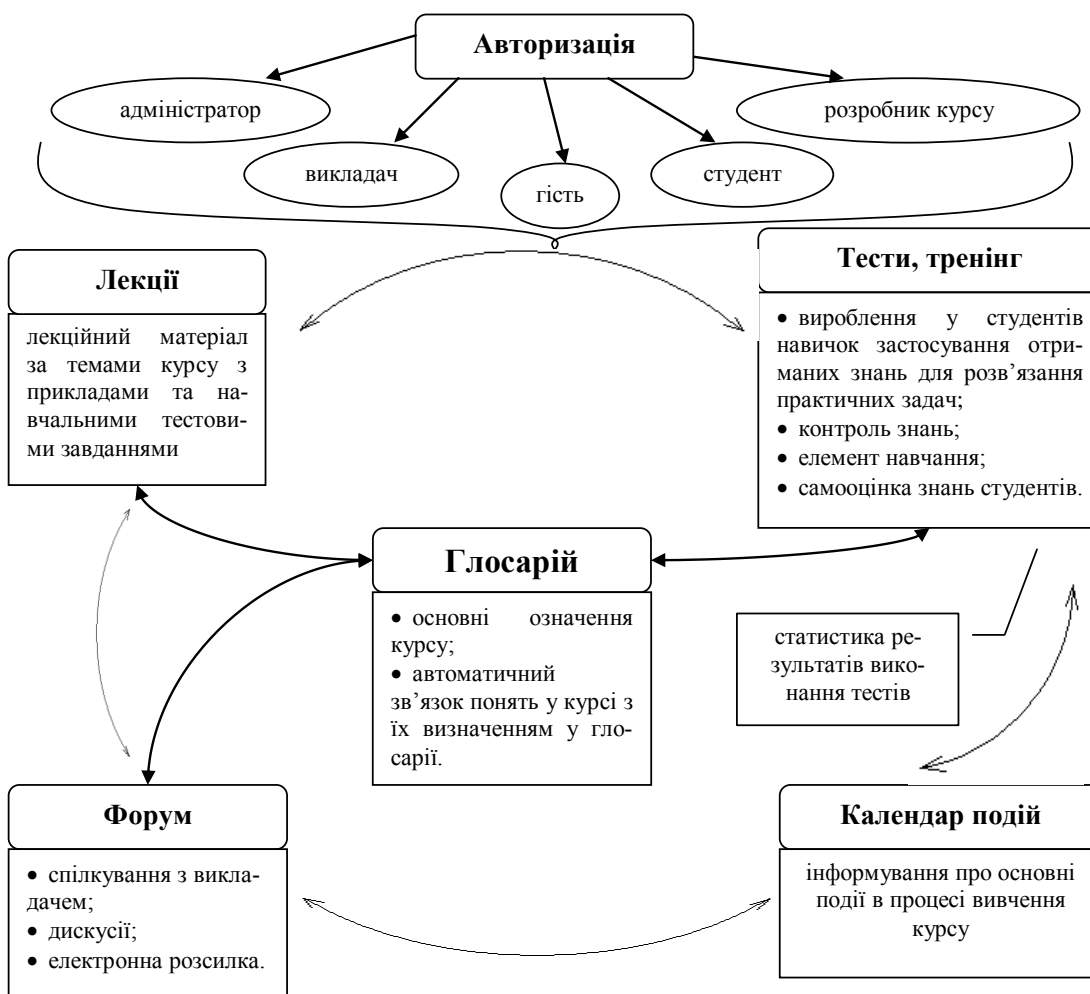 Авторизація
адміністратор
розробник курсу
викладач
гість
студент
Лекції
лекційний матеріал
за темами курсу з
прикладами та на-
вчальними тестови-
ми завданнями
Тести, тренінг
• вироблення у студентів
навичок застосування отри-
маних знань для розв’язання
практичних задач;
• контроль знань;
• елемент навчання;
• самооцінка знань студентів.
Глосарій
• основні означення
курсу;
• автоматичний
зв’язок понять у курсі з
їх визначенням у гло-
сарії.
статистика ре-
зультатів вико-
нання тестів
Форум
• спілкування з викла-
дачем;
• дискусії;
• електронна розсилка.
Календар подій
інформування про основні
події в процесі вивчення
курсу